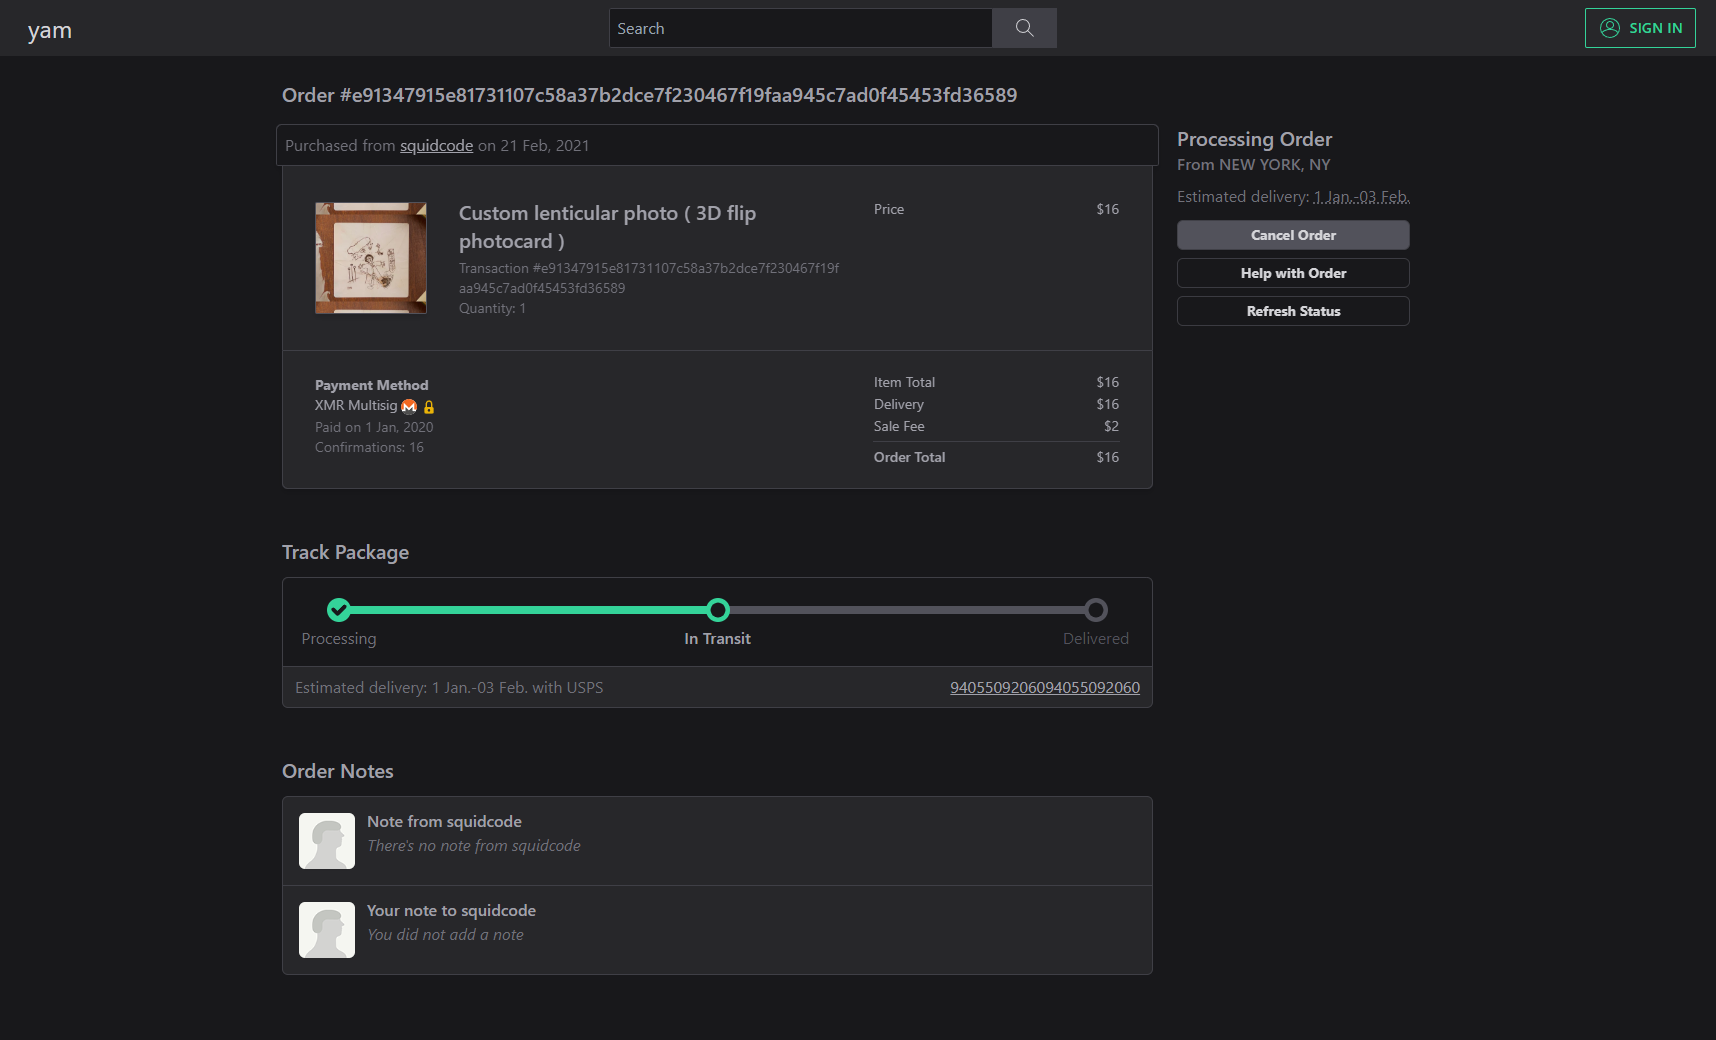 yam
Search
SIGN IN
Order #e91347915e81731107c58a37b2dce7f230467f19faa945c7ad0f45453fd36589
Purchased from squidcode on 21 Feb, 2021
Custom lenticular photo ( 3D flip
photocard )
Transaction #e91347915e81731107c58a37b2dce7f230467f19f
aa945c7ad0f45453fd36589
Quantity: 1
Price $16
Payment Method
XMR Multisig
Paid on 1 Jan, 2020
Confirmations: 16
Item Total $16
Delivery $16
Sale Fee $2
Order Total $16
Processing Order
From NEW YORK, NY
Estimated delivery: 1 Jan.-03 Feb.
Cancel Order
Help with Order
Refresh Status
Track Package
Processing
In Transit
Delivered
Estimated delivery: 1 Jan.-03 Feb. with USPS
9405509206094055092060
Order Notes
Note from squidcode
There's no note from squidcode
Your note to squidcode
You did not add a note